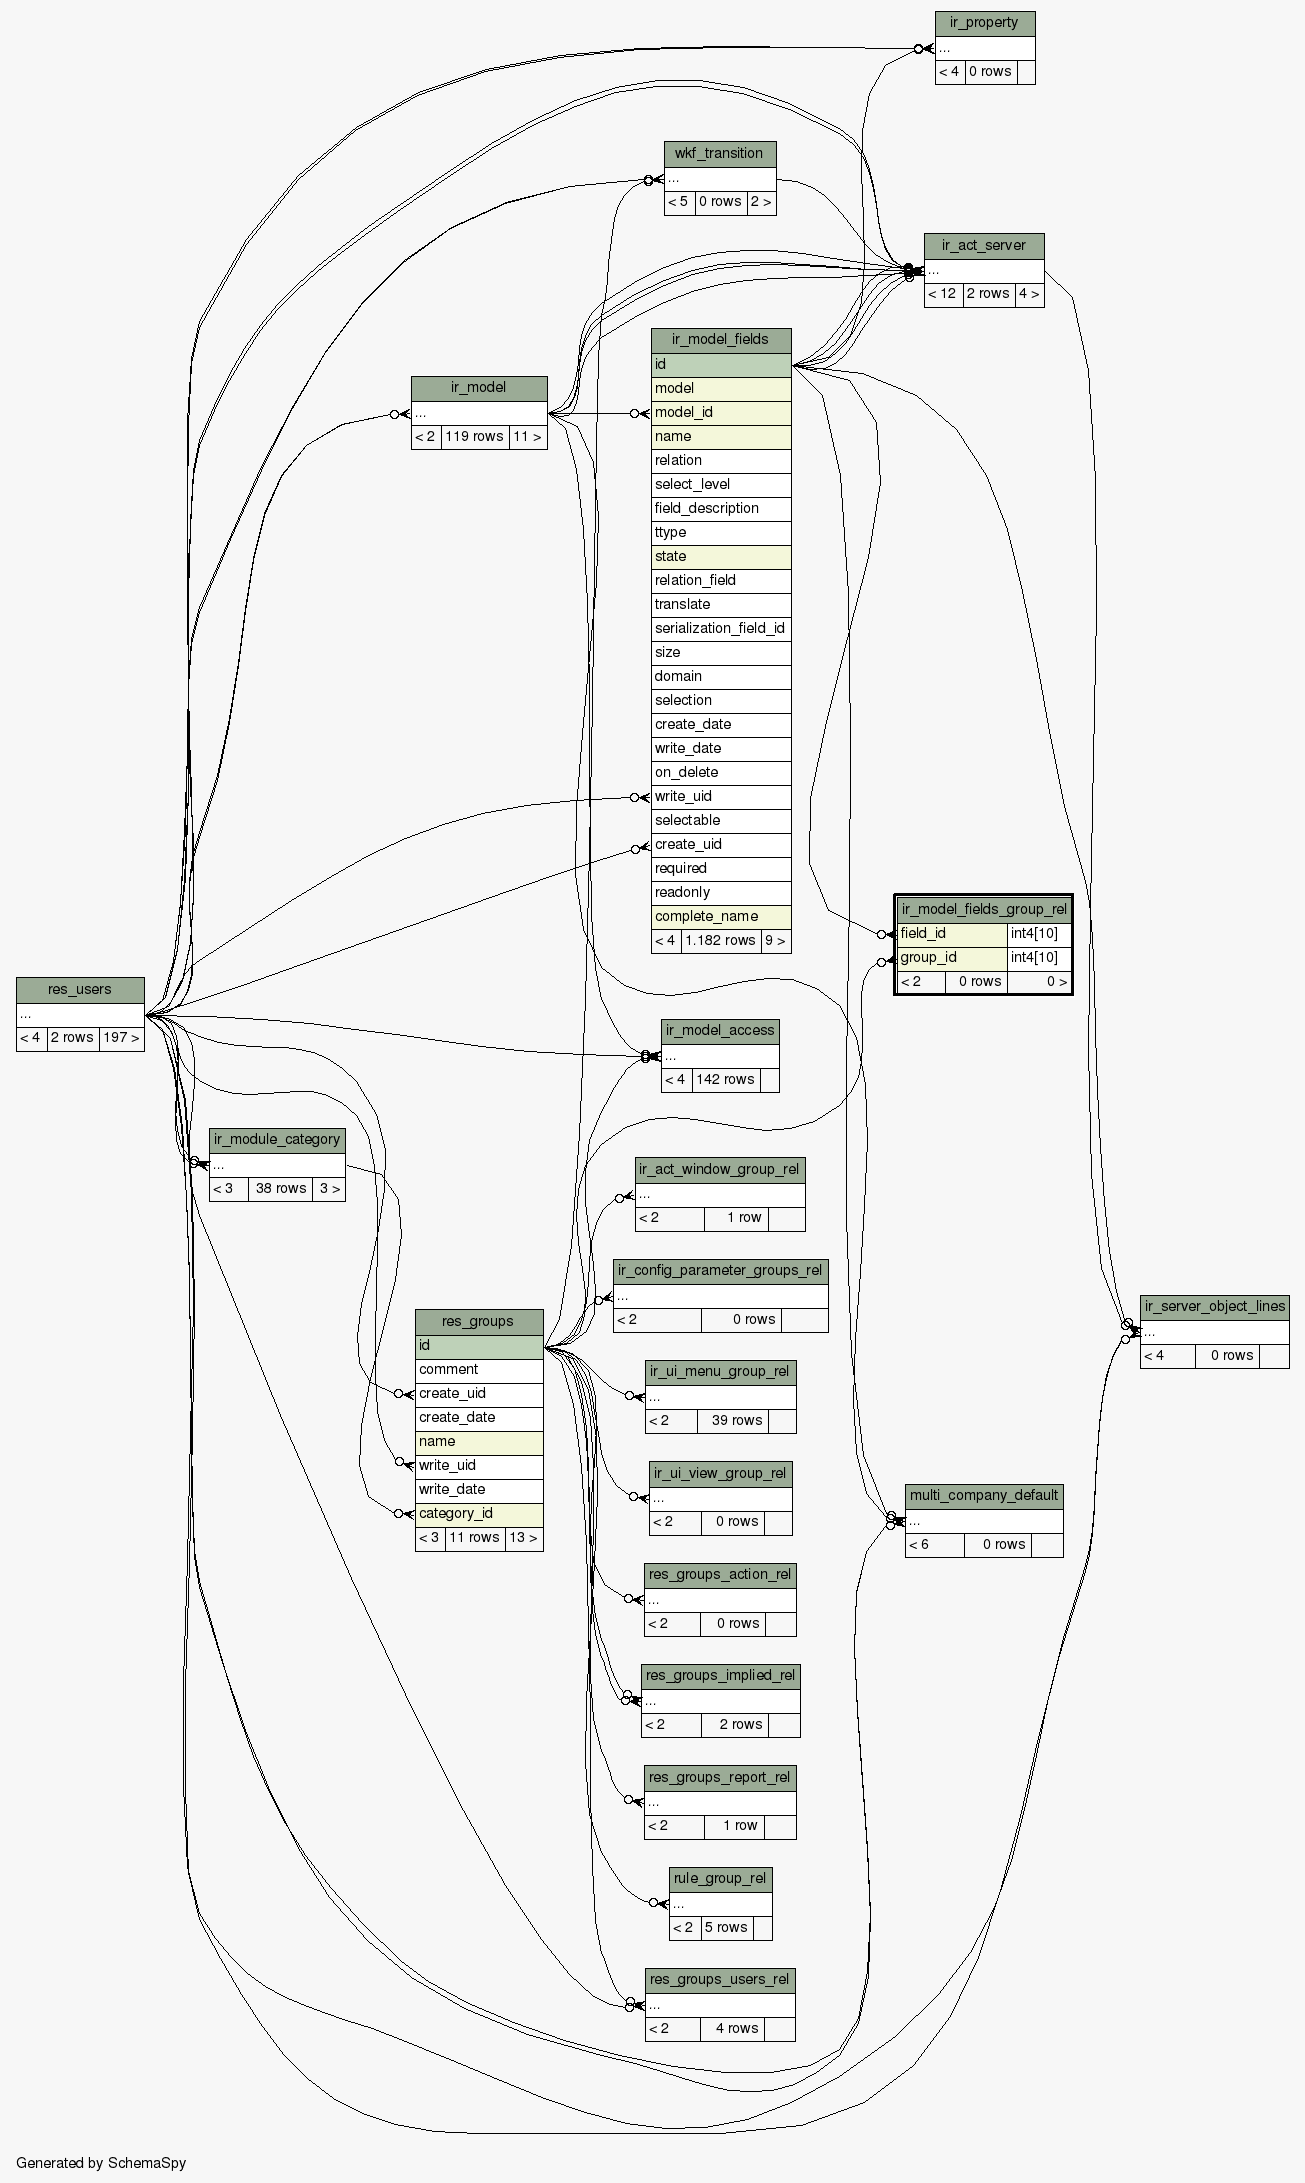 ir_property
...
< 4 0 rows
wkf_transition
...
< 5 0 rows 2 >
ir_act_server
...
< 12 2 rows 4 >
ir_model_fields
id
model
model_id
name
relation
select_level
field_description
ttype
state
relation_field
translate
serialization_field_id
size
domain
selection
create_date
write_date
on_delete
write_uid
selectable
create_uid
required
readonly
complete_name
< 4 1.182 rows 9 >
ir_model
...
< 2 119 rows 11 >
ir_model_fields_group_rel
field_id int4[10]
group_id int4[10]
< 2 0 rows 0 >
res_users
...
< 4 2 rows 197 >
ir_model_access
...
< 4 142 rows
ir_module_category
...
< 3 38 rows 3 >
ir_act_window_group_rel
...
< 2 1 row
ir_config_parameter_groups_rel
...
< 2 0 rows
ir_server_object_lines
...
< 4 0 rows
res_groups
id
comment
create_uid
create_date
name
write_uid
write_date
category_id
< 3 11 rows 13 >
ir_ui_menu_group_rel
...
< 2 39 rows
ir_ui_view_group_rel
...
< 2 0 rows
multi_company_default
...
< 6 0 rows
res_groups_action_rel
...
< 2 0 rows
res_groups_implied_rel
...
< 2 2 rows
res_groups_report_rel
...
< 2 1 row
rule_group_rel
...
< 2 5 rows
res_groups_users_rel
...
< 2 4 rows
Generated by SchemaSpy